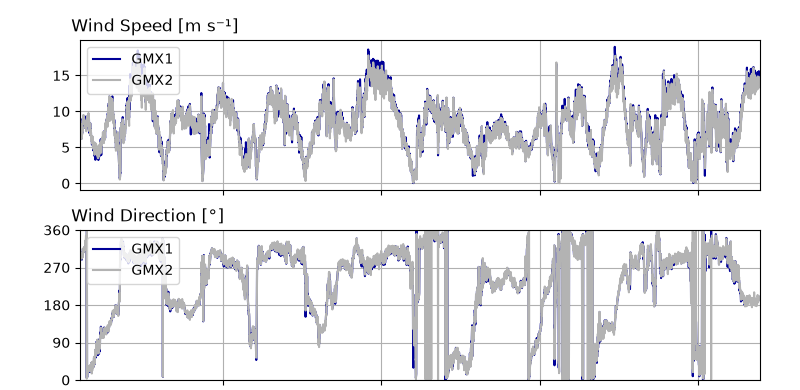 Wind Speed [m s⁻¹]
GMX1
GMX2
15
10
5
0
Wind Direction [°]
360
GMX1
GMX2
270
180
90
0